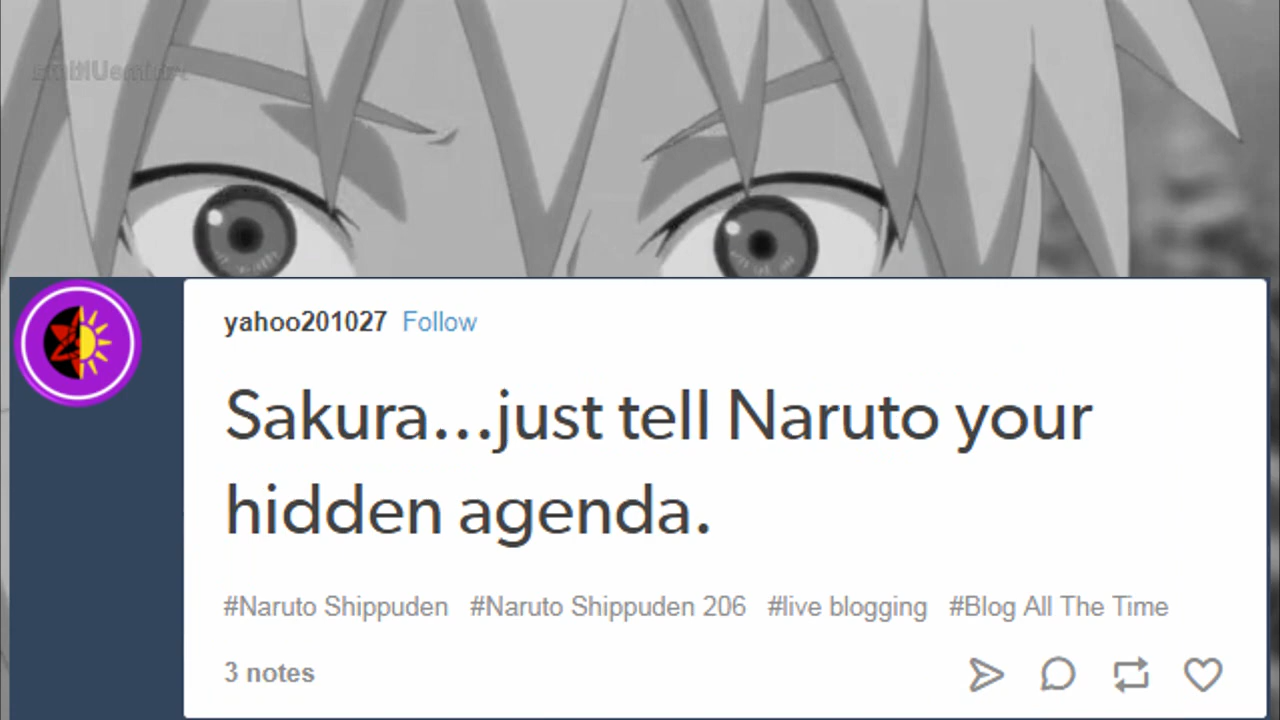 yahoo201027 Follow
Sakura...just tell Naruto your
hidden agenda.
#Naruto Shippuden #Naruto Shippuden 206 #live blogging #Blog All The Time
3 notes